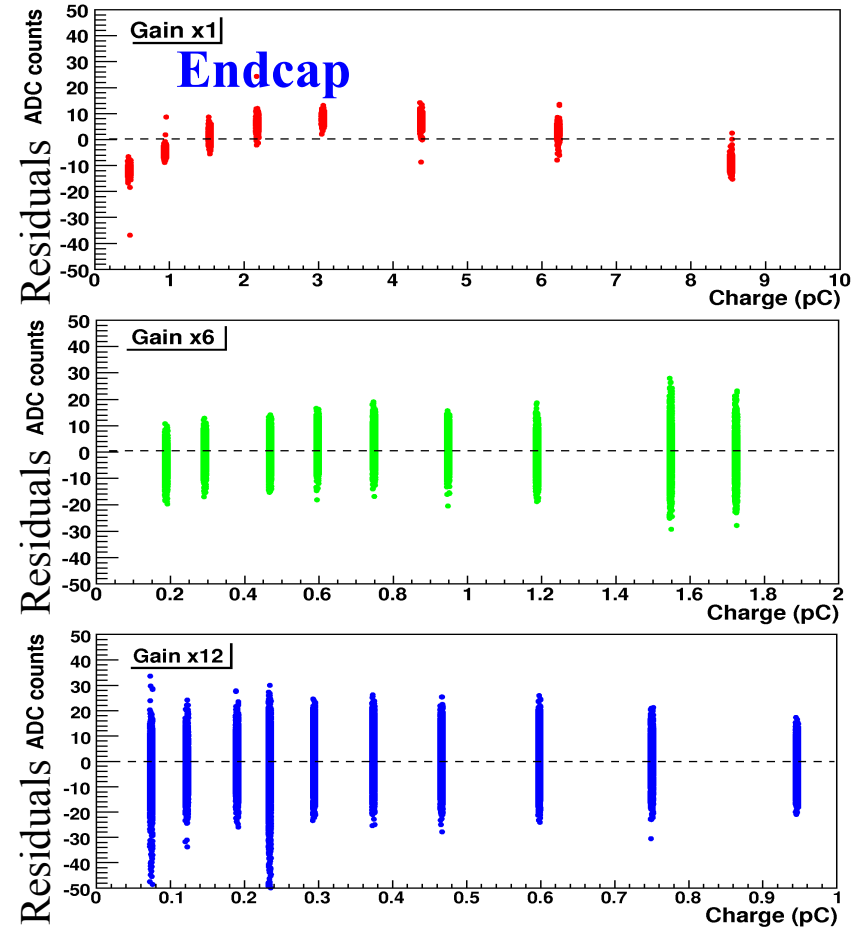 50
Gain x1
Endcap
40
30
20
10
0
-10
-20
-30
-40
-50
Residuals ADC counts
0 1 2 3 4 5 6 7 8 9 10
Charge (pC)
50
Gain x6
40
30
20
10
0
-10
-20
-30
-40
-50
Residuals ADC counts
0 0.2 0.4 0.6 0.8 1 1.2 1.4 1.6 1.8 2
Charge (pC)
50
Gain x12
40
30
20
10
0
-10
-20
-30
-40
-50
Residuals ADC counts
0 0.1 0.2 0.3 0.4 0.5 0.6 0.7 0.8 0.9 1
Charge (pC)